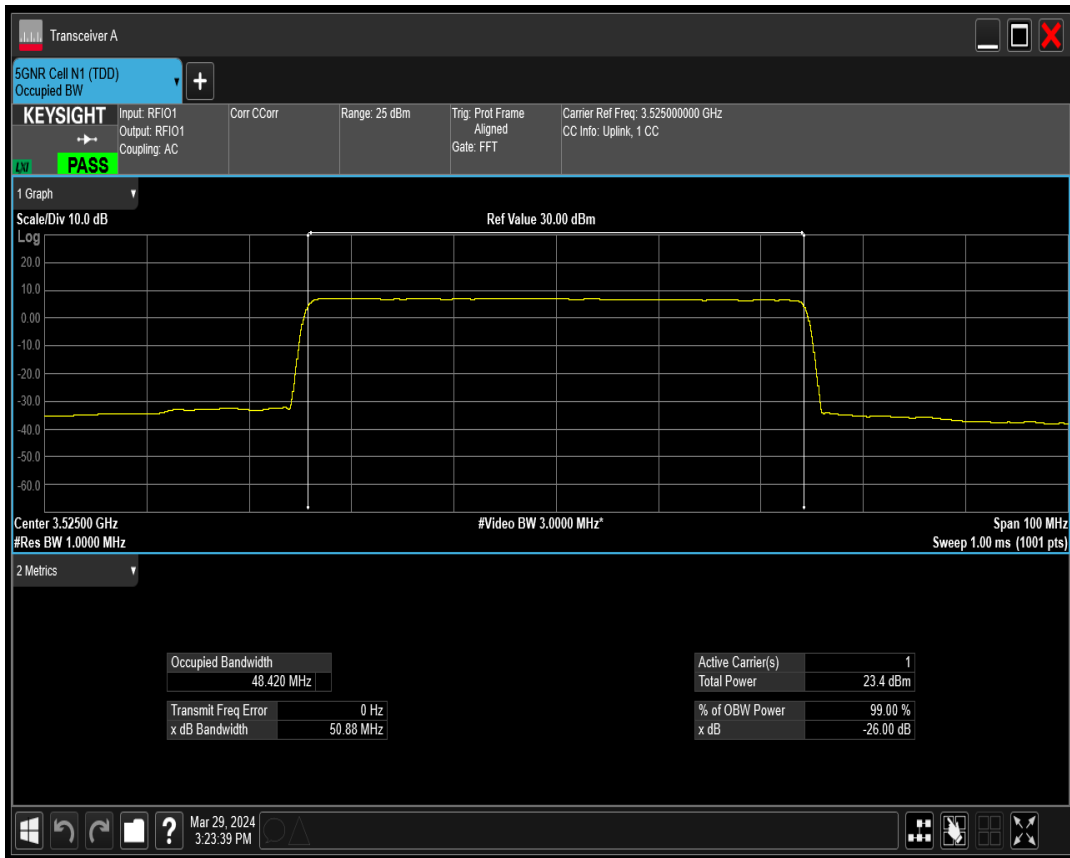 Transceiver A
5GNR Cell N1 (TDD)
Occupied BW
+
KEYSIGHT
LXI
PASS
Input: RFIO1
Output: RFIO1
Coupling: AC
Corr CCorr
Range: 25 dBm
Trig: Prot Frame
Aligned
Gate: FFT
Carrier Ref Freq: 3.525000000 GHz
CC Info: Uplink, 1 CC
1 Graph
Scale/Div 10.0 dB
Ref Value 30.00 dBm
Log
20.0
10.0
0.00
-10.0
-20.0
-30.0
-40.0
-50.0
-60.0
Center 3.52500 GHz
#Video BW 3.0000 MHz*
Span 100 MHz
#Res BW 1.0000 MHz
Sweep 1.00 ms (1001 pts)
2 Metrics
Occupied Bandwidth
48.420 MHz
Transmit Freq Error 0 Hz
x dB Bandwidth 50.88 MHz
Active Carrier(s) 1
Total Power 23.4 dBm
% of OBW Power 99.00 %
x dB -26.00 dB
?
Mar 29, 2024
3:23:39 PM